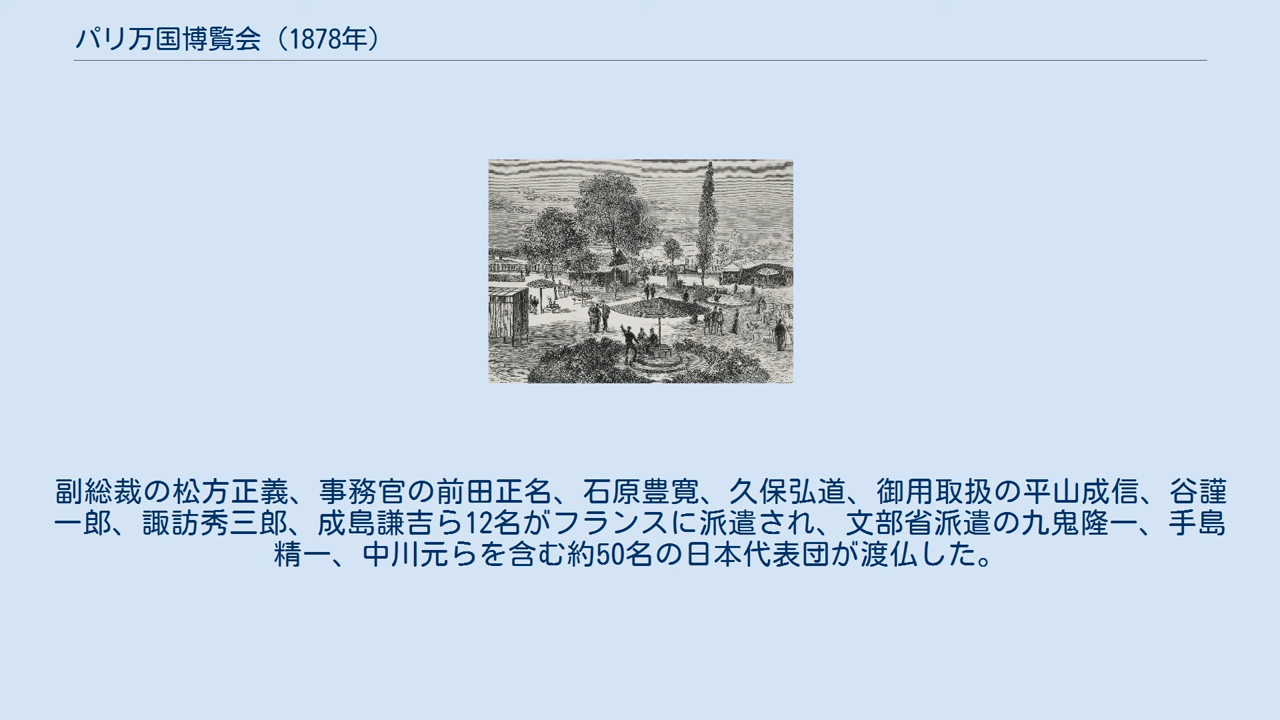 パリ万国博覧会（1878年）
副総裁の松方正義、事務官の前田正名、石原豊寛、久保弘道、御用取扱の平山成信、谷謹
一郎、諏訪秀三郎、成島謙吉ら12名がフランスに派遣され、文部省派遣の九鬼隆一、手島
精一、中川元らを含む約50名の日本代表団が渡仏した。